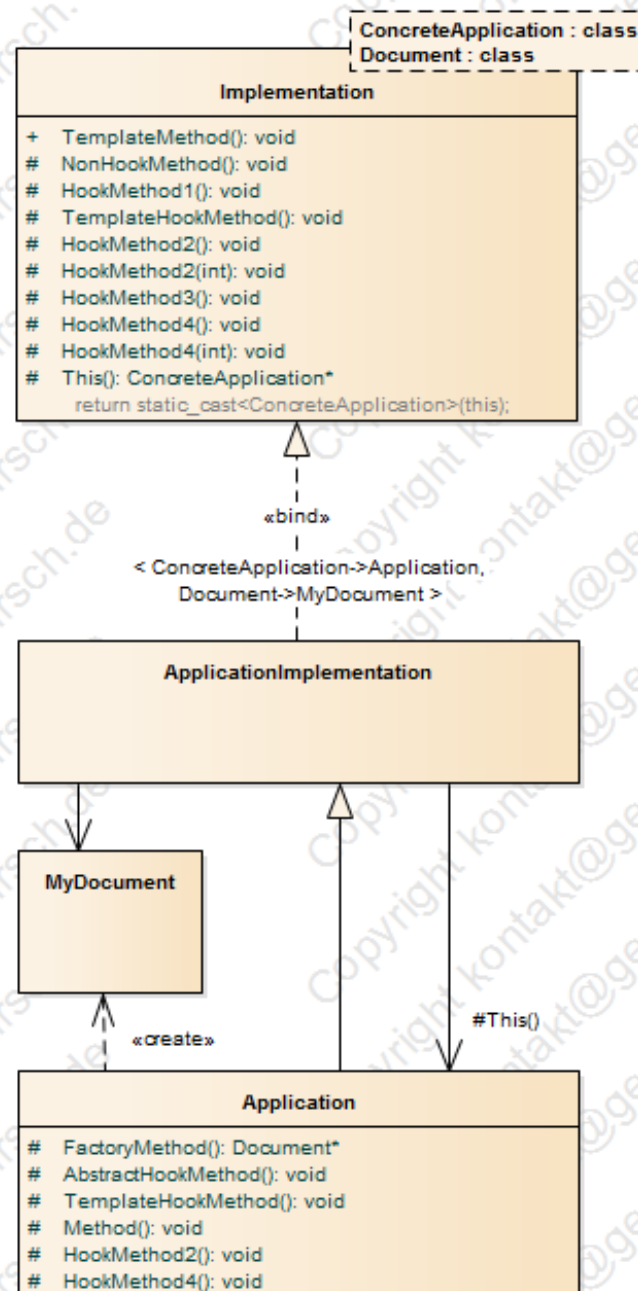 ConcreteApplication : class
Document : class
Implementation
+ TemplateMethod(): void
# NonHookMethod(): void
# HookMethod1(): void
# TemplateHookMethod(): void
# HookMethod2(): void
# HookMethod2(int): void
# HookMethod3(): void
# HookMethod4(): void
# HookMethod4(int): void
# This(): ConcreteApplication*
return static_cast<ConcreteApplication>(this);
«bind»
< ConcreteApplication->Application,
Document->MyDocument >
ApplicationImplementation
MyDocument
#This()
«create»
Application
# FactoryMethod(): Document*
# AbstractHookMethod(): void
# TemplateHookMethod(): void
# Method(): void
# HookMethod2(): void
# HookMethod4(): void